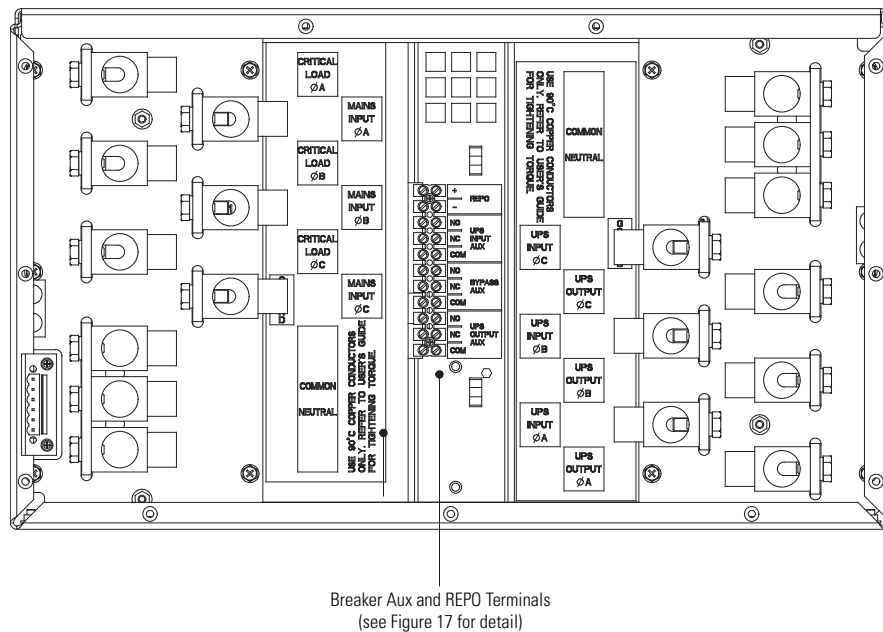 CRITICAL
LOAD
ØA
MAINS
INPUT
ØA
CRITICAL
LOAD
ØB
MAINS
INPUT
ØB
CRITICAL
LOAD
ØC
MAINS
INPUT
ØC
COMMON
NEUTRAL
USE 90°C COPPER CONDUCTORS
ONLY. REFER TO USER'S GUIDE
FOR TIGHTENING TORQUE.
+
REPO
-
NO
UPS
INPUT
AUX
NC
COM
NO
BYPASS
AUX
NC
COM
NO
UPS
OUTPUT
AUX
NC
COM
USE 90°C COPPER CONDUCTORS
ONLY. REFER TO USER'S GUIDE
FOR TIGHTENING TORQUE.
COMMON
NEUTRAL
UPS
INPUT
ØC
UPS
OUTPUT
ØC
UPS
INPUT
ØB
UPS
OUTPUT
ØB
UPS
INPUT
ØA
UPS
OUTPUT
ØA
Breaker Aux and REPO Terminals
(see Figure 17 for detail)